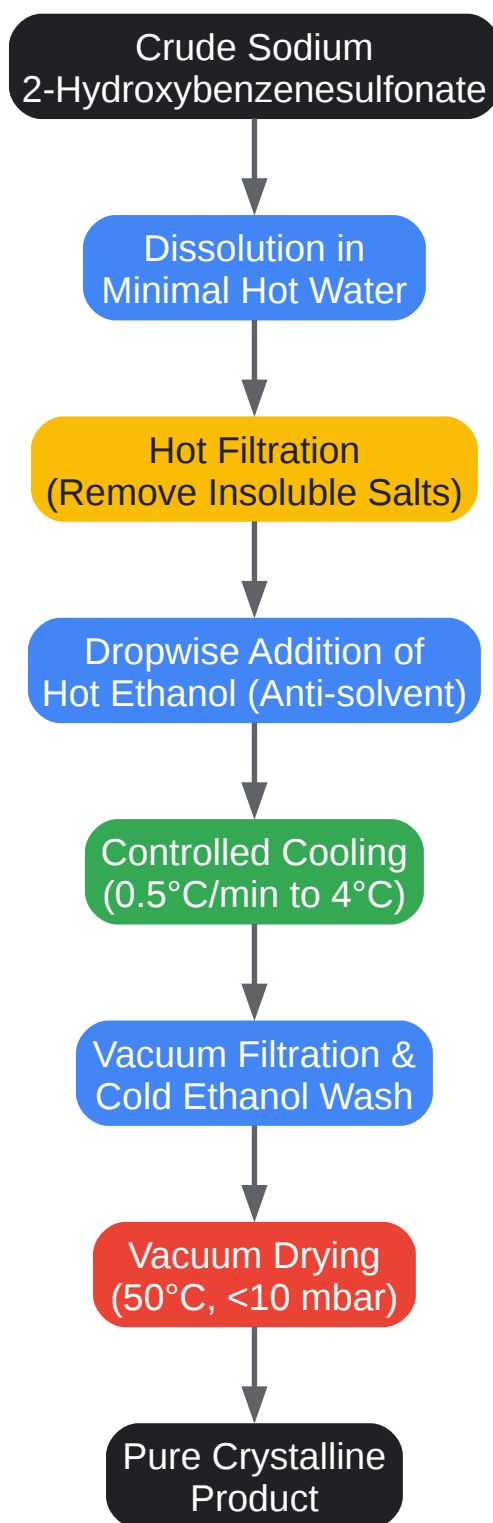 Crude Sodium
2-Hydroxybenzenesulfonate
Dissolution in
Minimal Hot Water
Hot Filtration
(Remove Insoluble Salts)
Dropwise Addition of
Hot Ethanol (Anti-solvent)
Controlled Cooling
(0.5°C/min to 4°C)
Vacuum Filtration &
Cold Ethanol Wash
Vacuum Drying
(50°C, <10 mbar)
Pure Crystalline
Product